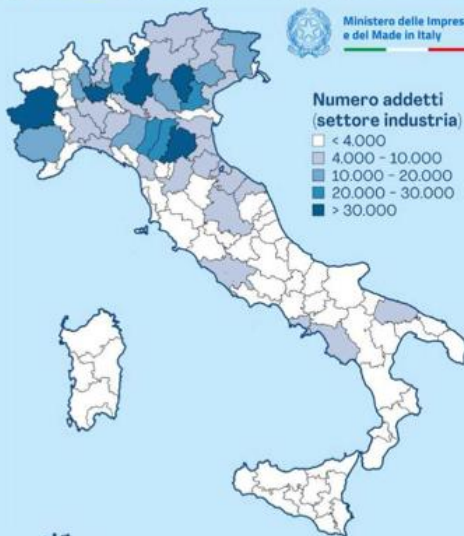 Ministero delle Impres
e del Made in Italy
Numero addetti
(settore industria)
< 4.000
4.000 - 10.000
10.000 - 20.000
20.000 - 30.000
> 30.000